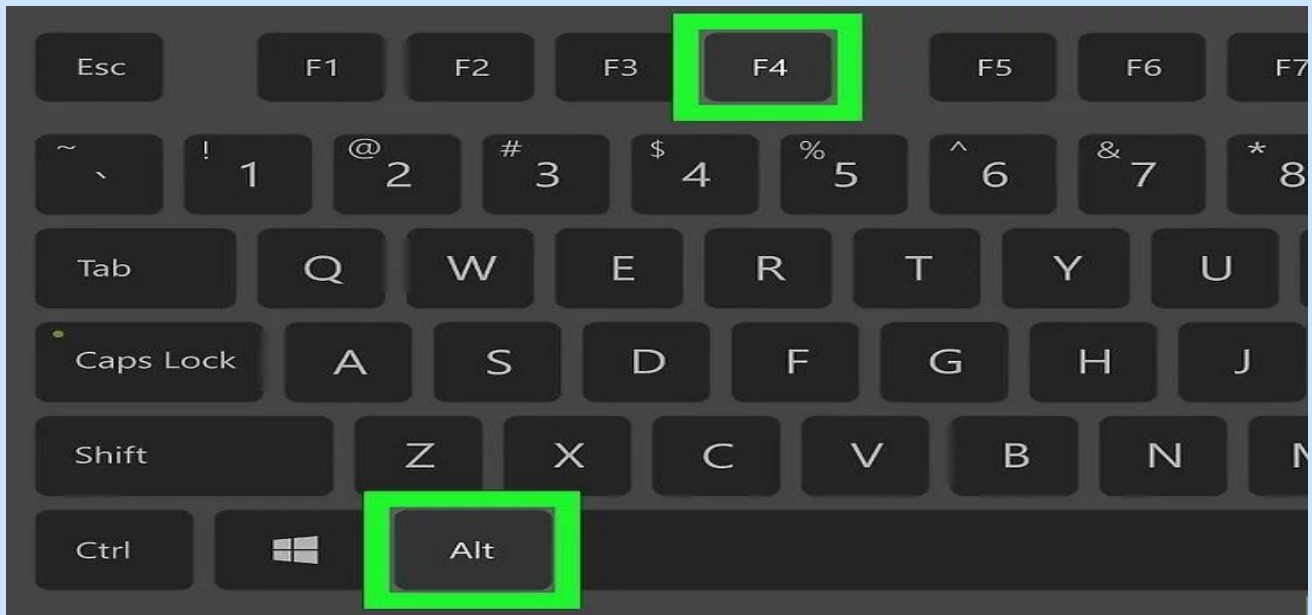 Esc F1 F2 F3 F4 F5 F6 F7
~ ` ! 1 @ 2 # 3 $ 4 % 5 ^ 6 & 7 * 8
Tab Q W E R T Y U
Caps Lock A S D F G H J
Shift Z X C V B N
Ctrl Alt